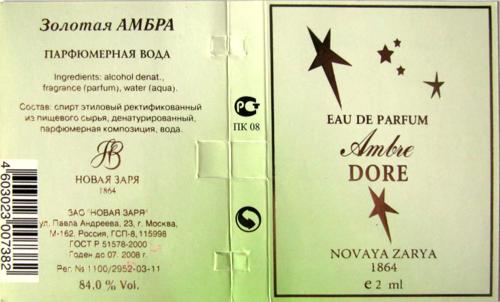 Золотая АМБРА
ПАРФЮМЕРНАЯ ВОДА
Ingredients: alcohol denat.,
fragrance (parfum), water (aqua).
Состав: спирт этиловый ректификованный
из пищевого сырья, денатурированный,
парфюмерная композиция, вода.
НОВАЯ ЗАРЯ
1864
ЗАО "НОВАЯ ЗАРЯ"
ул. Павла Андреева, 23, г. Москва,
М-162. Россия, ГСП-8, 115998
ГОСТ Р 51578-2000
Годен до 07. 2008 г.
Рег. № 1100/2952-03-11
84,0 % Vol.
4 603023 007382
ПК 08
EAU DE PARFUM
Ambre
DORE
NOVAYA ZARYA
1864
e 2 ml